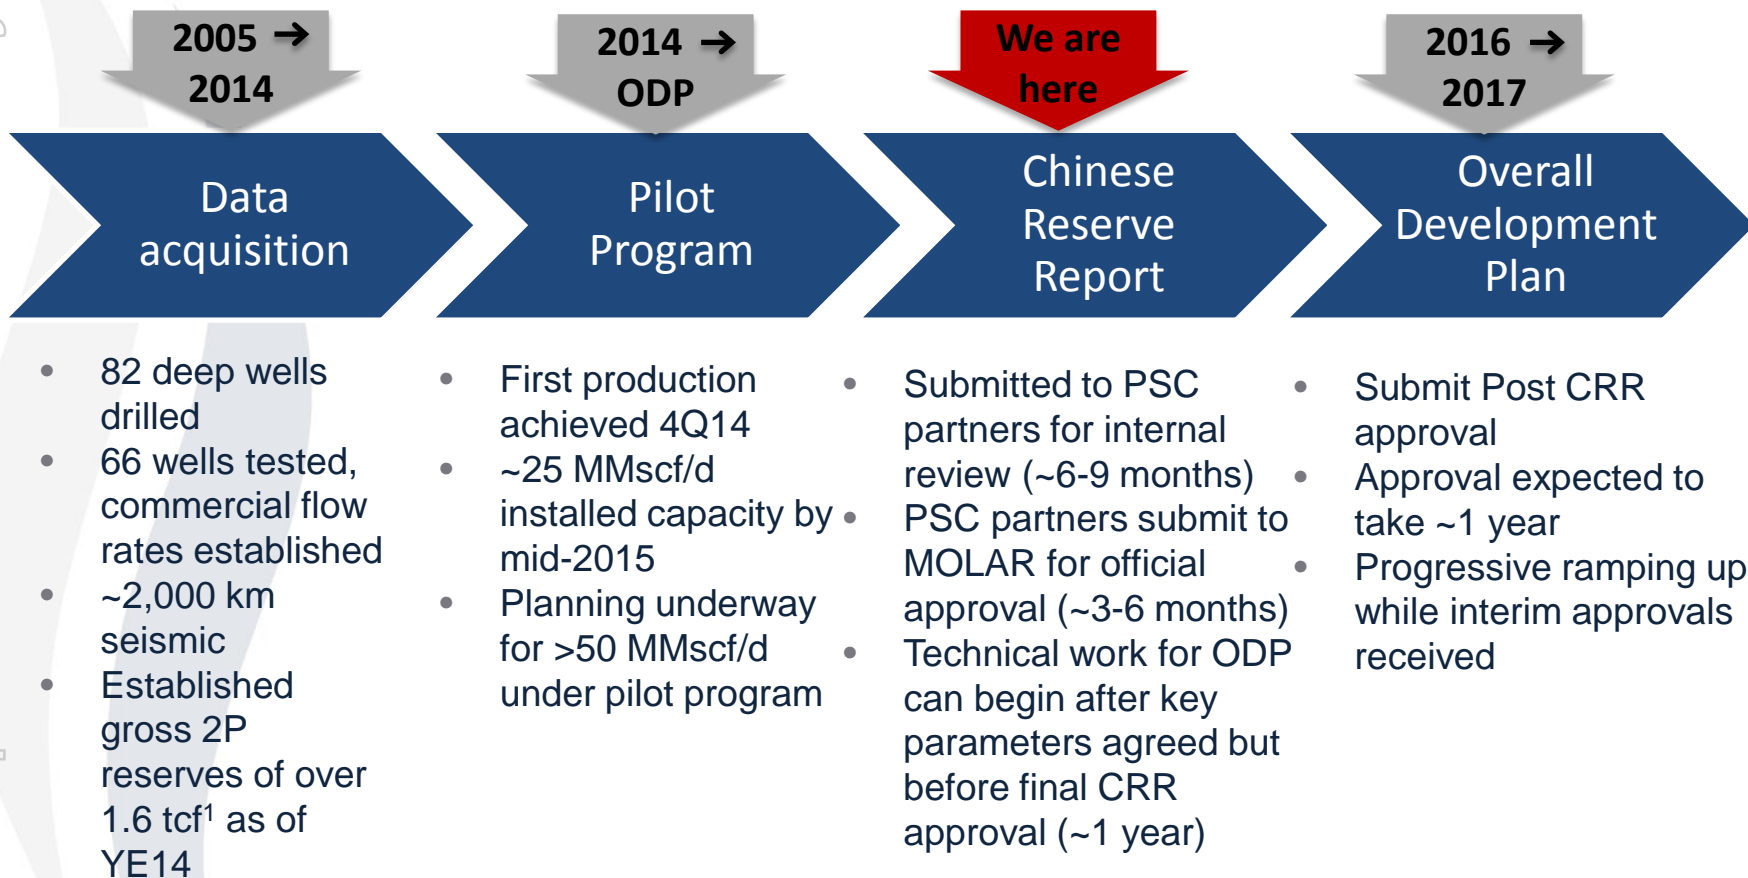 2005 →
2014
Data
acquisition
• 82 deep wells
drilled
• 66 wells tested,
commercial flow
rates established
• ~2,000 km
seismic
• Established
gross 2P
reserves of over
1.6 tcf¹ as of
YE14
2014 →
ODP
Pilot
Program
• First production
achieved 4Q14
• ~25 MMscf/d
installed capacity by
mid-2015
• Planning underway
for >50 MMscf/d
under pilot program
We are
here
Chinese
Reserve
Report
• Submitted to PSC
partners for internal
review (~6-9 months)
• PSC partners submit to
MOLAR for official
approval (~3-6 months)
• Technical work for ODP
can begin after key
parameters agreed but
before final CRR
approval (~1 year)
2016 →
2017
Overall
Development
Plan
• Submit Post CRR
approval
• Approval expected to
take ~1 year
• Progressive ramping up
while interim approvals
received